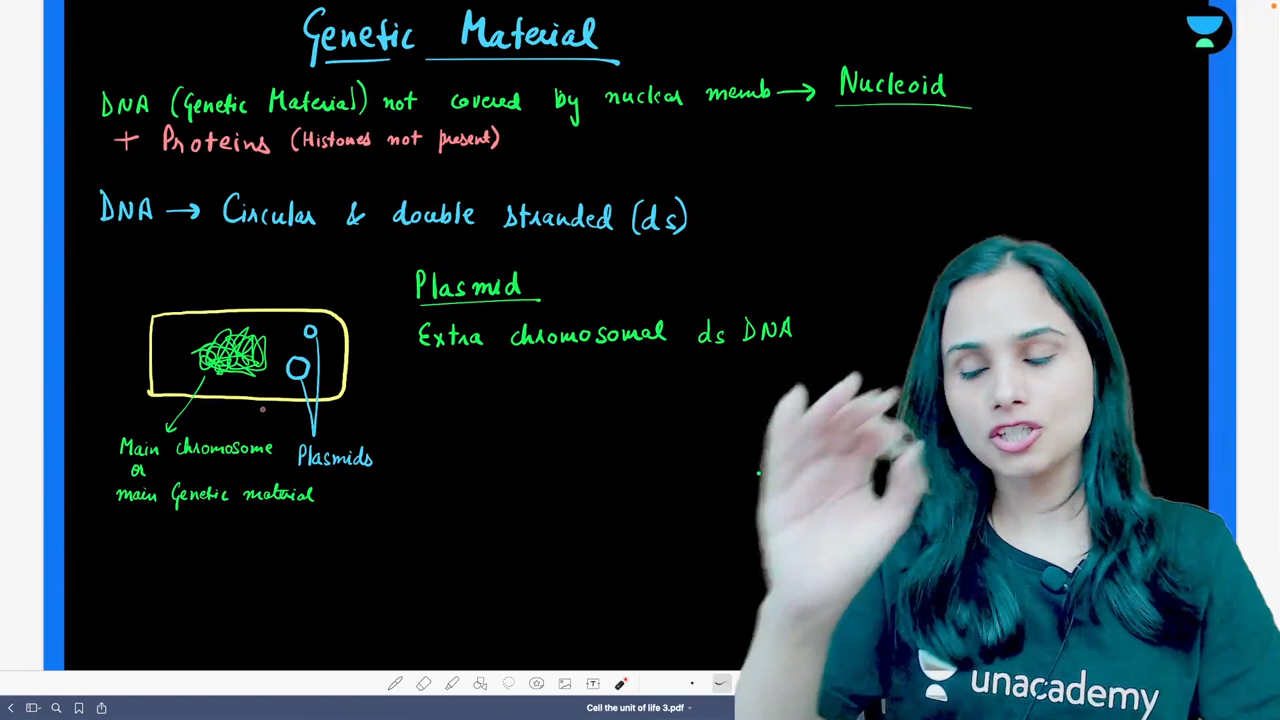 Genetic Material
DNA (Genetic Material) not covered by nuclear memb → Nucleoid
+ Proteins (Histones not present)
DNA → Circular & double stranded (ds)
Plasmid
Extra chromosomal ds DNA
Main chromosome
or
main Genetic material
Plasmids
unacademy
Cell the unit of life 3.pdf